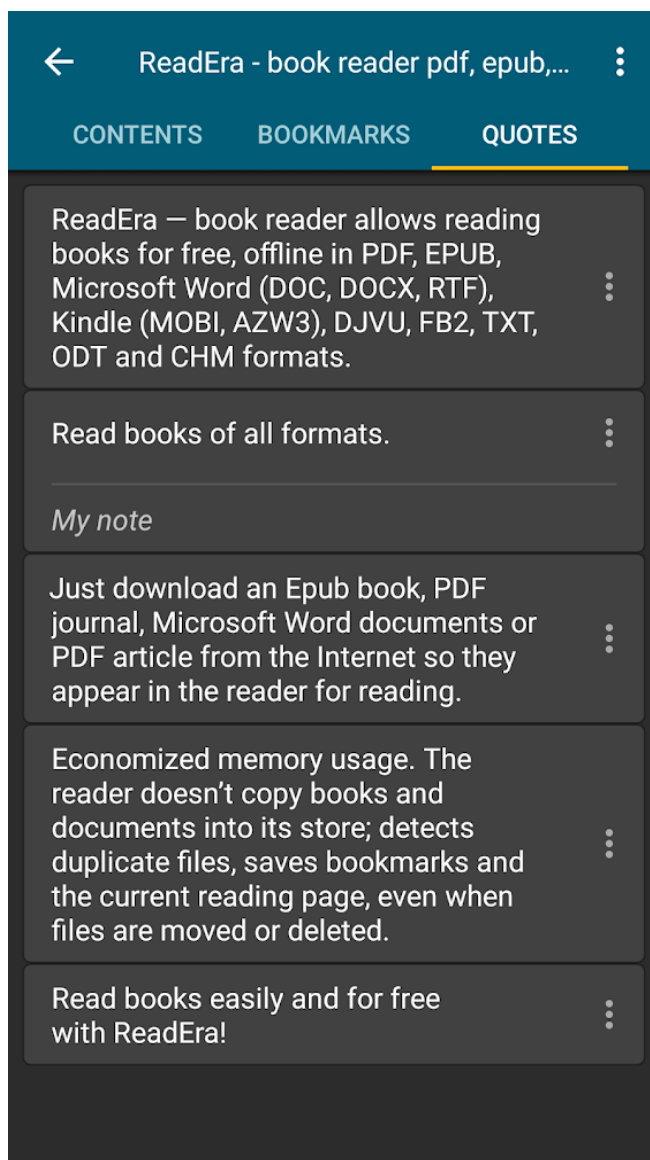 ReadEra - book reader pdf, epub,...
CONTENTS BOOKMARKS QUOTES
ReadEra — book reader allows reading
books for free, offline in PDF, EPUB,
Microsoft Word (DOC, DOCX, RTF),
Kindle (MOBI, AZW3), DJVU, FB2, TXT,
ODT and CHM formats.
Read books of all formats.
My note
Just download an Epub book, PDF
journal, Microsoft Word documents or
PDF article from the Internet so they
appear in the reader for reading.
Economized memory usage. The
reader doesn’t copy books and
documents into its store; detects
duplicate files, saves bookmarks and
the current reading page, even when
files are moved or deleted.
Read books easily and for free
with ReadEra!